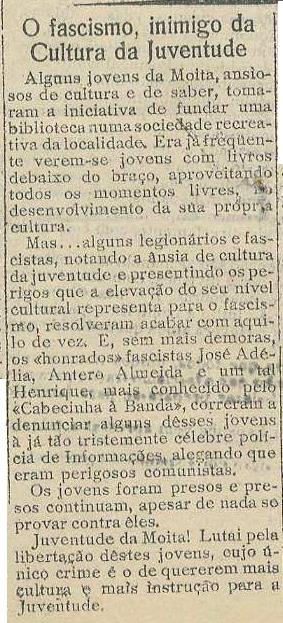 O fascismo, inimigo da
Cultura da Juventude
Alguns jovens da Moita, ansio-
sos de cultura e de saber, toma-
ram a iniciativa de fundar uma
biblioteca numa sociedade recrea-
tiva da localidade. Era já freqüen-
te verem-se jovens com livros
debaixo do braço, aproveitando
todos os momentos livres, no
desenvolvimento da sua própria
cultura.
Mas...alguns legionários e fas-
cistas, notando a ânsia de cultura
da juventude e presentindo os pe-
rigos que a elevação do seu nível
cultural representa para o fascis-
mo, resolveram acabar com aqui-
lo de vez. E, sem mais demoras,
os «honrados» fascistas José Adé-
lia, Antero Almeida e um tal
Henrique, mais conhecido pelo
«Cabecinha à Banda», correram a
denunciar alguns dêsses jovens
à já tão tristemente célebre polí-
cia de Informações, alegando que
eram perigosos comunistas.
Os jovens foram presos e pre-
sos continuam, apesar de nada se
provar contra êles.
Juventude da Moita! Lutai pela
libertação dêstes jovens, cujo ú-
nico crime é o de quererem mais
cultura e mais instrução para a
Juventude.